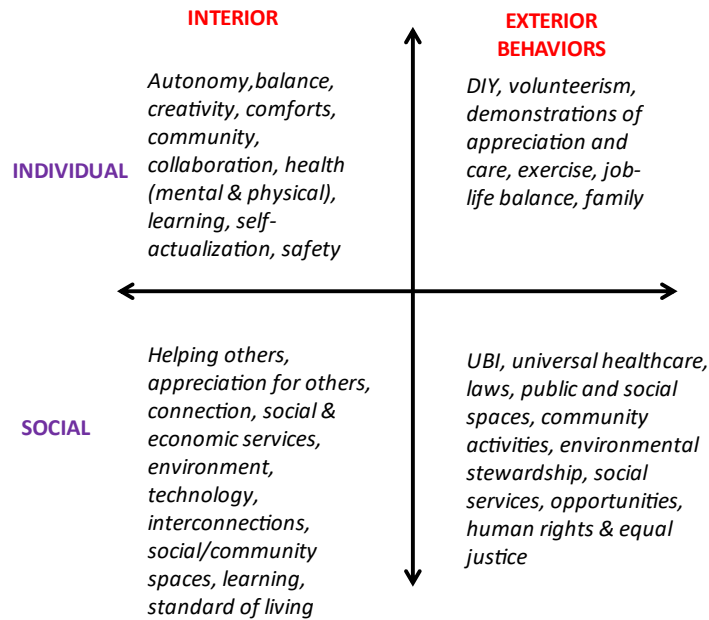 INTERIOR
EXTERIOR
BEHAVIORS
INDIVIDUAL
Autonomy,balance,
creativity, comforts,
community,
collaboration, health
(mental & physical),
learning, self-
actualization, safety
DIY, volunteerism,
demonstrations of
appreciation and
care, exercise, job-
life balance, family
SOCIAL
Helping others,
appreciation for others,
connection, social &
economic services,
environment,
technology,
interconnections,
social/community
spaces, learning,
standard of living
UBI, universal healthcare,
laws, public and social
spaces, community
activities, environmental
stewardship, social
services, opportunities,
human rights & equal
justice